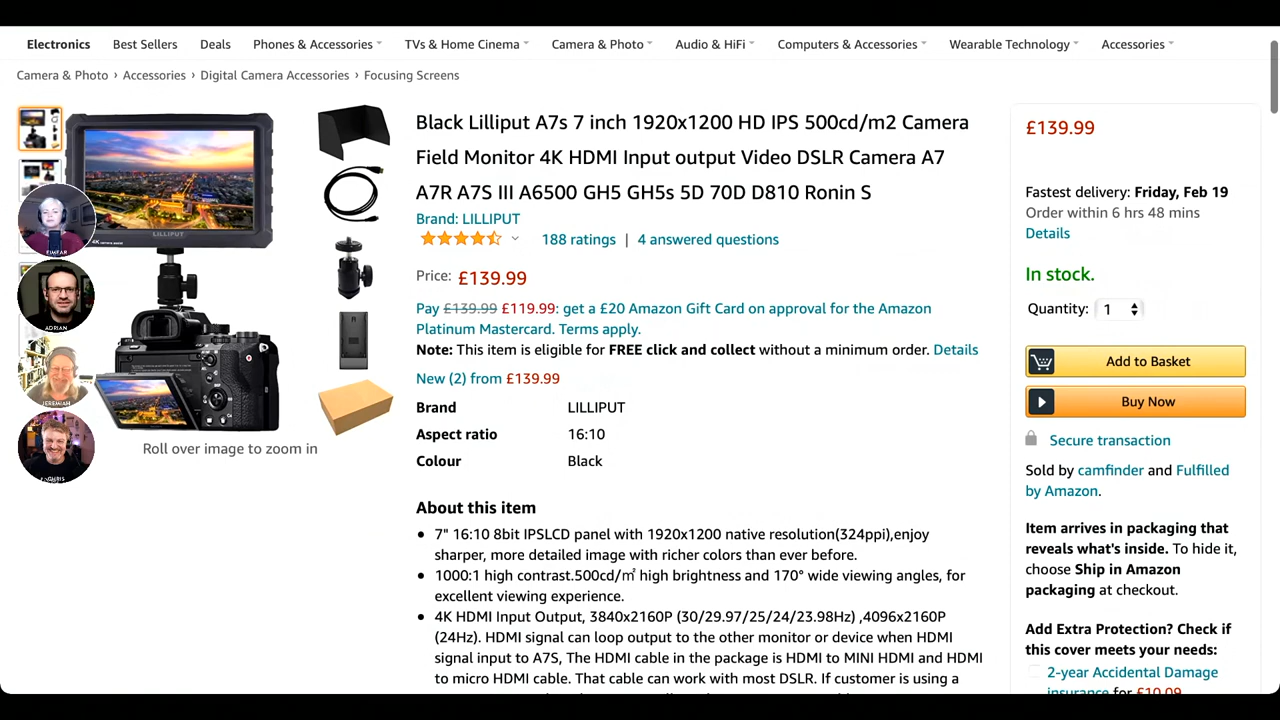 Electronics Best Sellers Deals Phones & Accessories TVs & Home Cinema Camera & Photo Audio & HiFi Computers & Accessories Wearable Technology Accessories
Camera & Photo › Accessories › Digital Camera Accessories › Focusing Screens
4K camera assist
LILLIPUT
EIMEAR
ADRIAN
JEREMIAH
CHRIS
Roll over image to zoom in
Black Lilliput A7s 7 inch 1920x1200 HD IPS 500cd/m2 Camera
Field Monitor 4K HDMI Input output Video DSLR Camera A7
A7R A7S III A6500 GH5 GH5s 5D 70D D810 Ronin S
Brand: LILLIPUT
188 ratings | 4 answered questions
Price: £139.99
Pay £139.99 £119.99: get a £20 Amazon Gift Card on approval for the Amazon
Platinum Mastercard. Terms apply.
Note: This item is eligible for FREE click and collect without a minimum order. Details
New (2) from £139.99
Brand LILLIPUT
Aspect ratio 16:10
Colour Black
About this item
• 7" 16:10 8bit IPSLCD panel with 1920x1200 native resolution(324ppi),enjoy
sharper, more detailed image with richer colors than ever before.
• 1000:1 high contrast.500cd/㎡ high brightness and 170° wide viewing angles, for
excellent viewing experience.
• 4K HDMI Input Output, 3840x2160P (30/29.97/25/24/23.98Hz) ,4096x2160P
(24Hz). HDMI signal can loop output to the other monitor or device when HDMI
signal input to A7S, The HDMI cable in the package is HDMI to MINI HDMI and HDMI
to micro HDMI cable. That cable can work with most DSLR. If customer is using a
£139.99
Fastest delivery: Friday, Feb 19
Order within 6 hrs 48 mins
Details
In stock.
Quantity: 1
Add to Basket
Buy Now
Secure transaction
Sold by camfinder and Fulfilled
by Amazon.
Item arrives in packaging that
reveals what's inside. To hide it,
choose Ship in Amazon
packaging at checkout.
Add Extra Protection? Check if
this cover meets your needs:
2-year Accidental Damage
insurance for £10.09